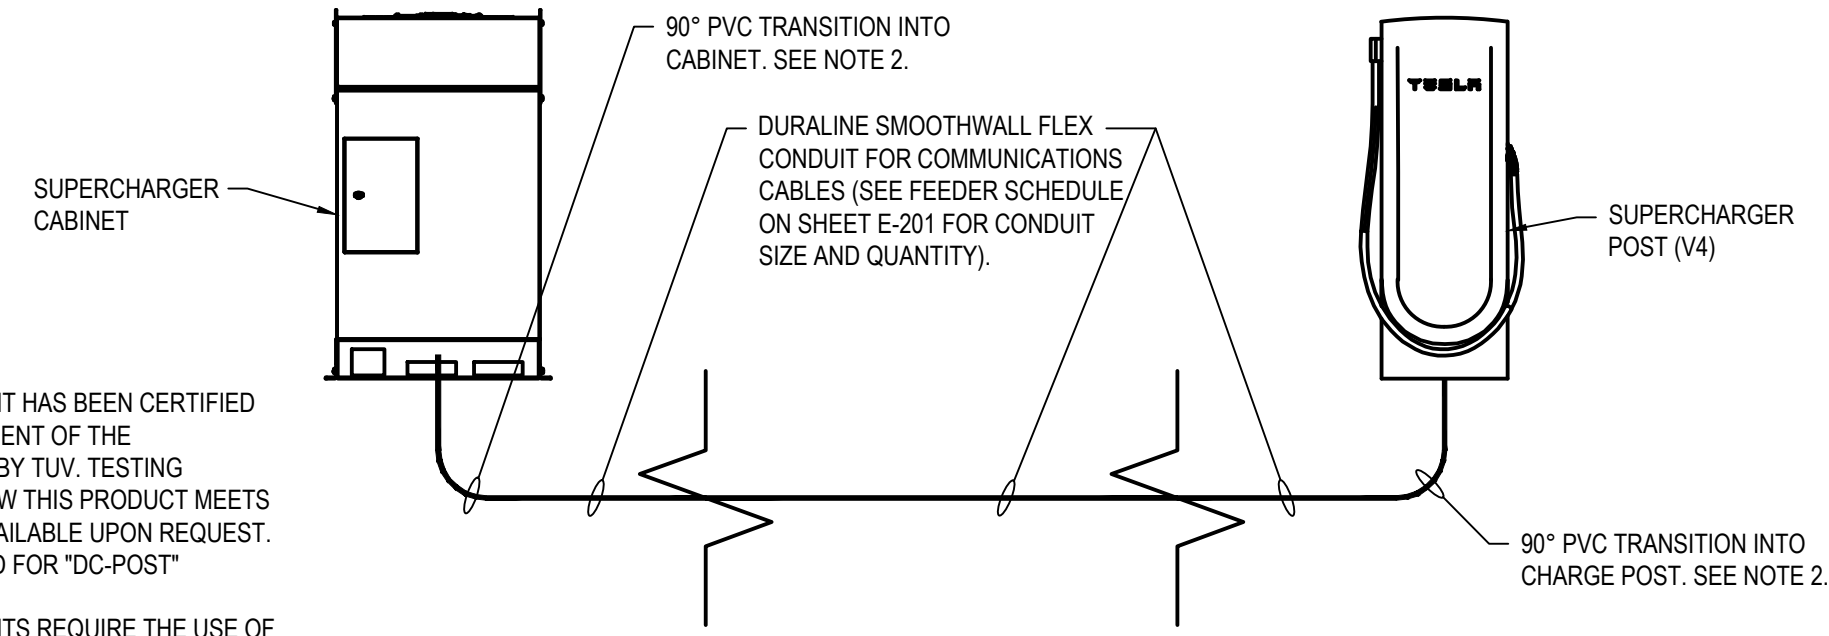 90° PVC TRANSITION INTO
CABINET. SEE NOTE 2.
TESLA
DURALINE SMOOTHWALL FLEX
CONDUIT FOR COMMUNICATIONS
CABLES (SEE FEEDER SCHEDULE
ON SHEET E-201 FOR CONDUIT
SIZE AND QUANTITY).
SUPERCHARGER
CABINET
SUPERCHARGER
POST (V4)
IT HAS BEEN CERTIFIED
ENT OF THE
BY TUV. TESTING
W THIS PRODUCT MEETS
AILABLE UPON REQUEST.
D FOR "DC-POST"
ITS REQUIRE THE USE OF
90° PVC TRANSITION INTO
CHARGE POST. SEE NOTE 2.